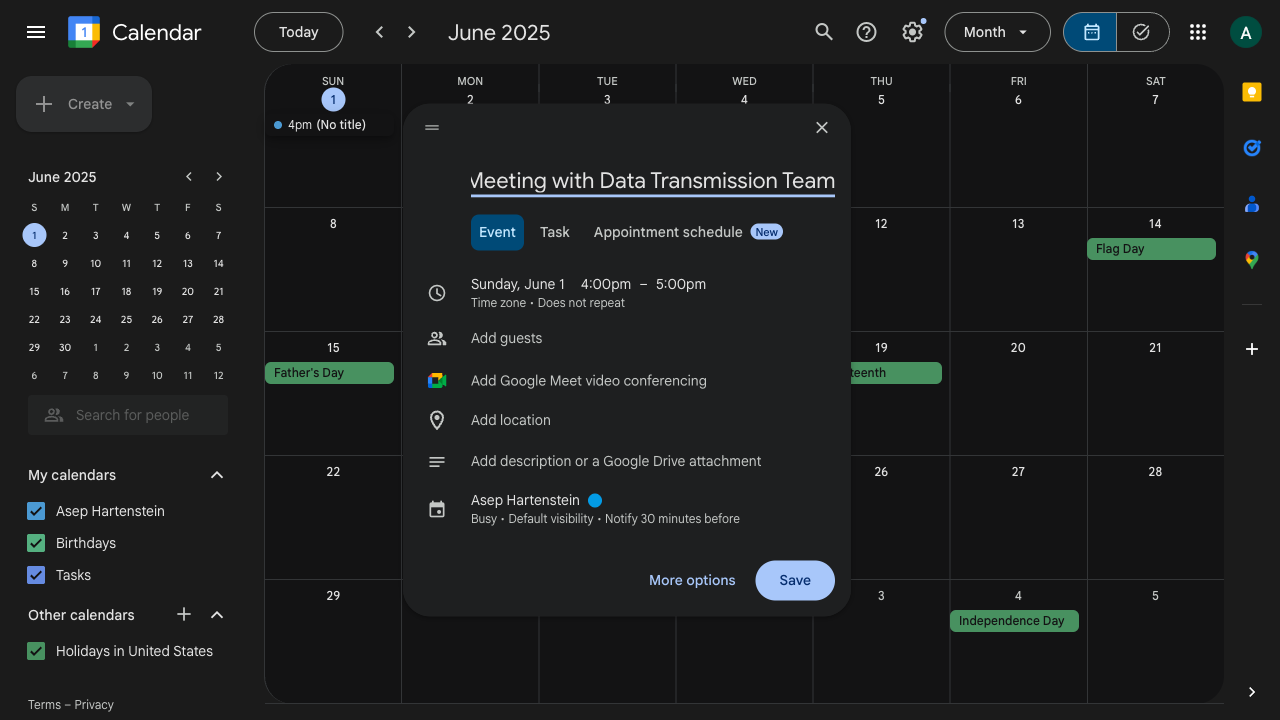 1 Calendar
Today
June 2025
Month
A
Create
June 2025
S M T W T F S
1 2 3 4 5 6 7
8 9 10 11 12 13 14
15 16 17 18 19 20 21
22 23 24 25 26 27 28
29 30 1 2 3 4 5
6 7 8 9 10 11 12
Search for people
My calendars
Asep Hartenstein
Birthdays
Tasks
Other calendars
Holidays in United States
Terms – Privacy
SUN MON TUE WED THU FRI SAT
1 2 3 4 5 6 7
4pm (No title)
8 12 13 14
Flag Day
15 19 20 21
Father's Day
teenth
22 26 27 28
29 3 4 5
Independence Day
Meeting with Data Transmission Team
Event Task Appointment schedule New
Sunday, June 1 4:00pm – 5:00pm
Time zone • Does not repeat
Add guests
Add Google Meet video conferencing
Add location
Add description or a Google Drive attachment
Asep Hartenstein
Busy • Default visibility • Notify 30 minutes before
More options
Save